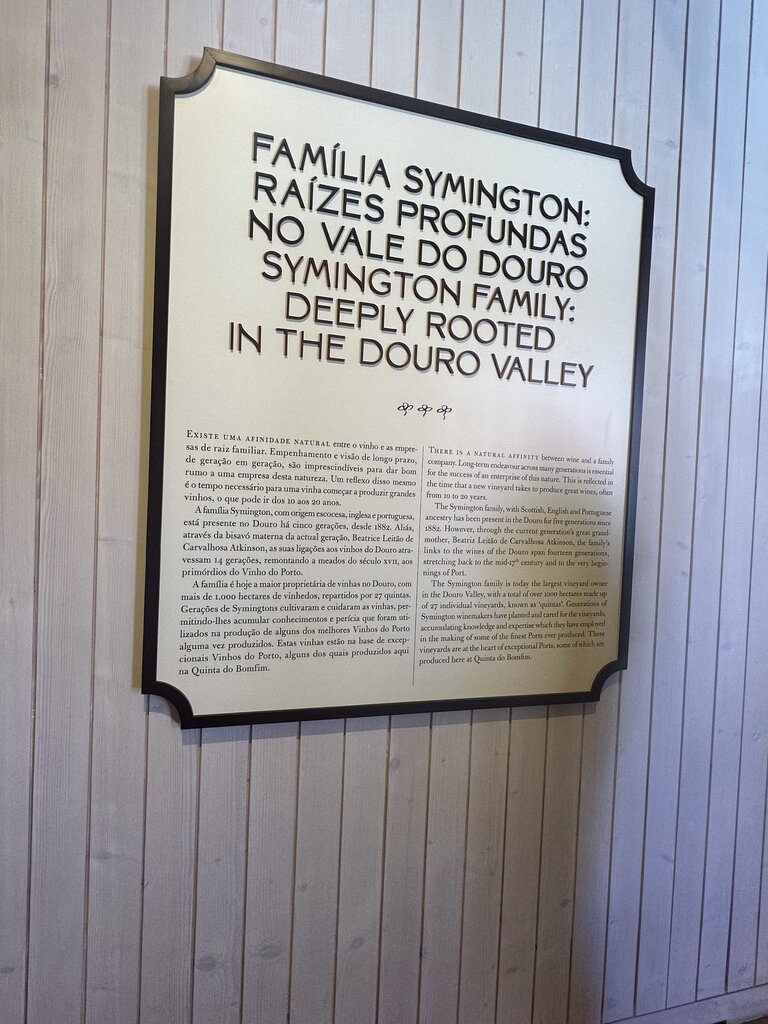 FAMÍLIA SYMINGTON:
RAÍZES PROFUNDAS
NO VALE DO DOURO
SYMINGTON FAMILY:
DEEPLY ROOTED
IN THE DOURO VALLEY
EXISTE UMA AFINIDADE NATURAL entre o vinho e as empre-
sas de raiz familiar. Empenhamento e visão de longo prazo,
de geração em geração, são imprescindíveis para dar bom
rumo a uma empresa desta natureza. Um reflexo disso mesmo
é o tempo necessário para uma vinha começar a produzir grandes
vinhos, o que pode ir dos 10 aos 20 anos.
A família Symington, com origem escocesa, inglesa e portuguesa,
está presente no Douro há cinco gerações, desde 1882. Aliás,
através da bisavó materna da actual geração, Beatrice Leitão de
Carvalhosa Atkinson, as suas ligações aos vinhos do Douro atra-
vessam 14 gerações, remontando a meados do século XVII, aos
primórdios do Vinho do Porto.
A família é hoje a maior proprietária de vinhas no Douro, com
mais de 1.000 hectares de vinhedos, repartidos por 27 quintas.
Gerações de Symingtons cultivaram e cuidaram as vinhas, per-
mitindo-lhes acumular conhecimentos e perícia que foram uti-
lizados na produção de alguns dos melhores Vinhos do Porto
alguma vez produzidos. Estas vinhas estão na base de excep-
cionais Vinhos do Porto, alguns dos quais produzidos aqui
na Quinta do Bomfim.
THERE IS A NATURAL AFFINITY between wine and a family
company. Long-term endeavour across many generations is essential
for the success of an enterprise of this nature. This is reflected in
the time that a new vineyard takes to produce great wines, often
from 10 to 20 years.
The Symington family, with Scottish, English and Portuguese
ancestry has been present in the Douro for five generations since
1882. However, through the current generation's great grand-
mother, Beatriz Leitão de Carvalhosa Atkinson, the family's
links to the wines of the Douro span fourteen generations,
stretching back to the mid-17th century and to the very begin-
nings of Port.
The Symington family is today the largest vineyard owner
in the Douro Valley, with a total of over 1000 hectares made up
of 27 individual vineyards, known as 'quintas'. Generations of
Symington winemakers have planted and cared for the vineyards,
accumulating knowledge and expertise which they have employed
in the making of some of the finest Ports ever produced. These
vineyards are at the heart of exceptional Ports, some of which are
produced here at Quinta do Bomfim.